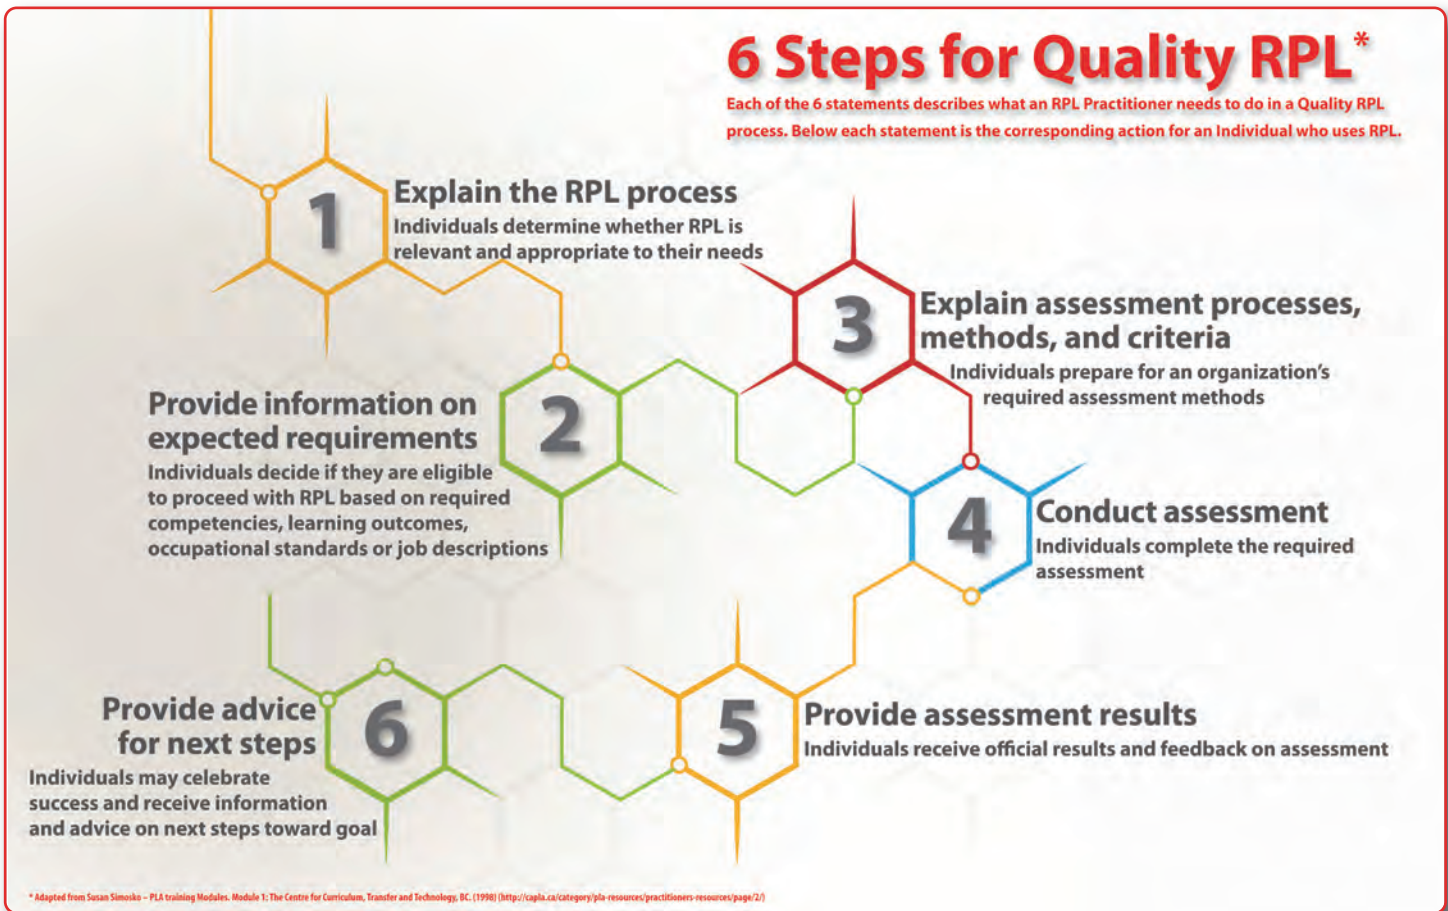 6 Steps for Quality RPL*
Each of the 6 statements describes what an RPL Practitioner needs to do in a Quality RPL
process. Below each statement is the corresponding action for an Individual who uses RPL.
1
Explain the RPL process
Individuals determine whether RPL is
relevant and appropriate to their needs
2
Provide information on
expected requirements
Individuals decide if they are eligible
to proceed with RPL based on required
competencies, learning outcomes,
occupational standards or job descriptions
3
Explain assessment processes,
methods, and criteria
Individuals prepare for an organization's
required assessment methods
4
Conduct assessment
Individuals complete the required
assessment
5
Provide assessment results
Individuals receive official results and feedback on assessment
6
Provide advice
for next steps
Individuals may celebrate
success and receive information
and advice on next steps toward goal
* Adapted from Susan Simosko – PLA training Modules. Module 1: The Centre for Curriculum, Transfer and Technology, BC. (1998) (http://capla.ca/category/pla-resources/practitioners-resources/page/2/)